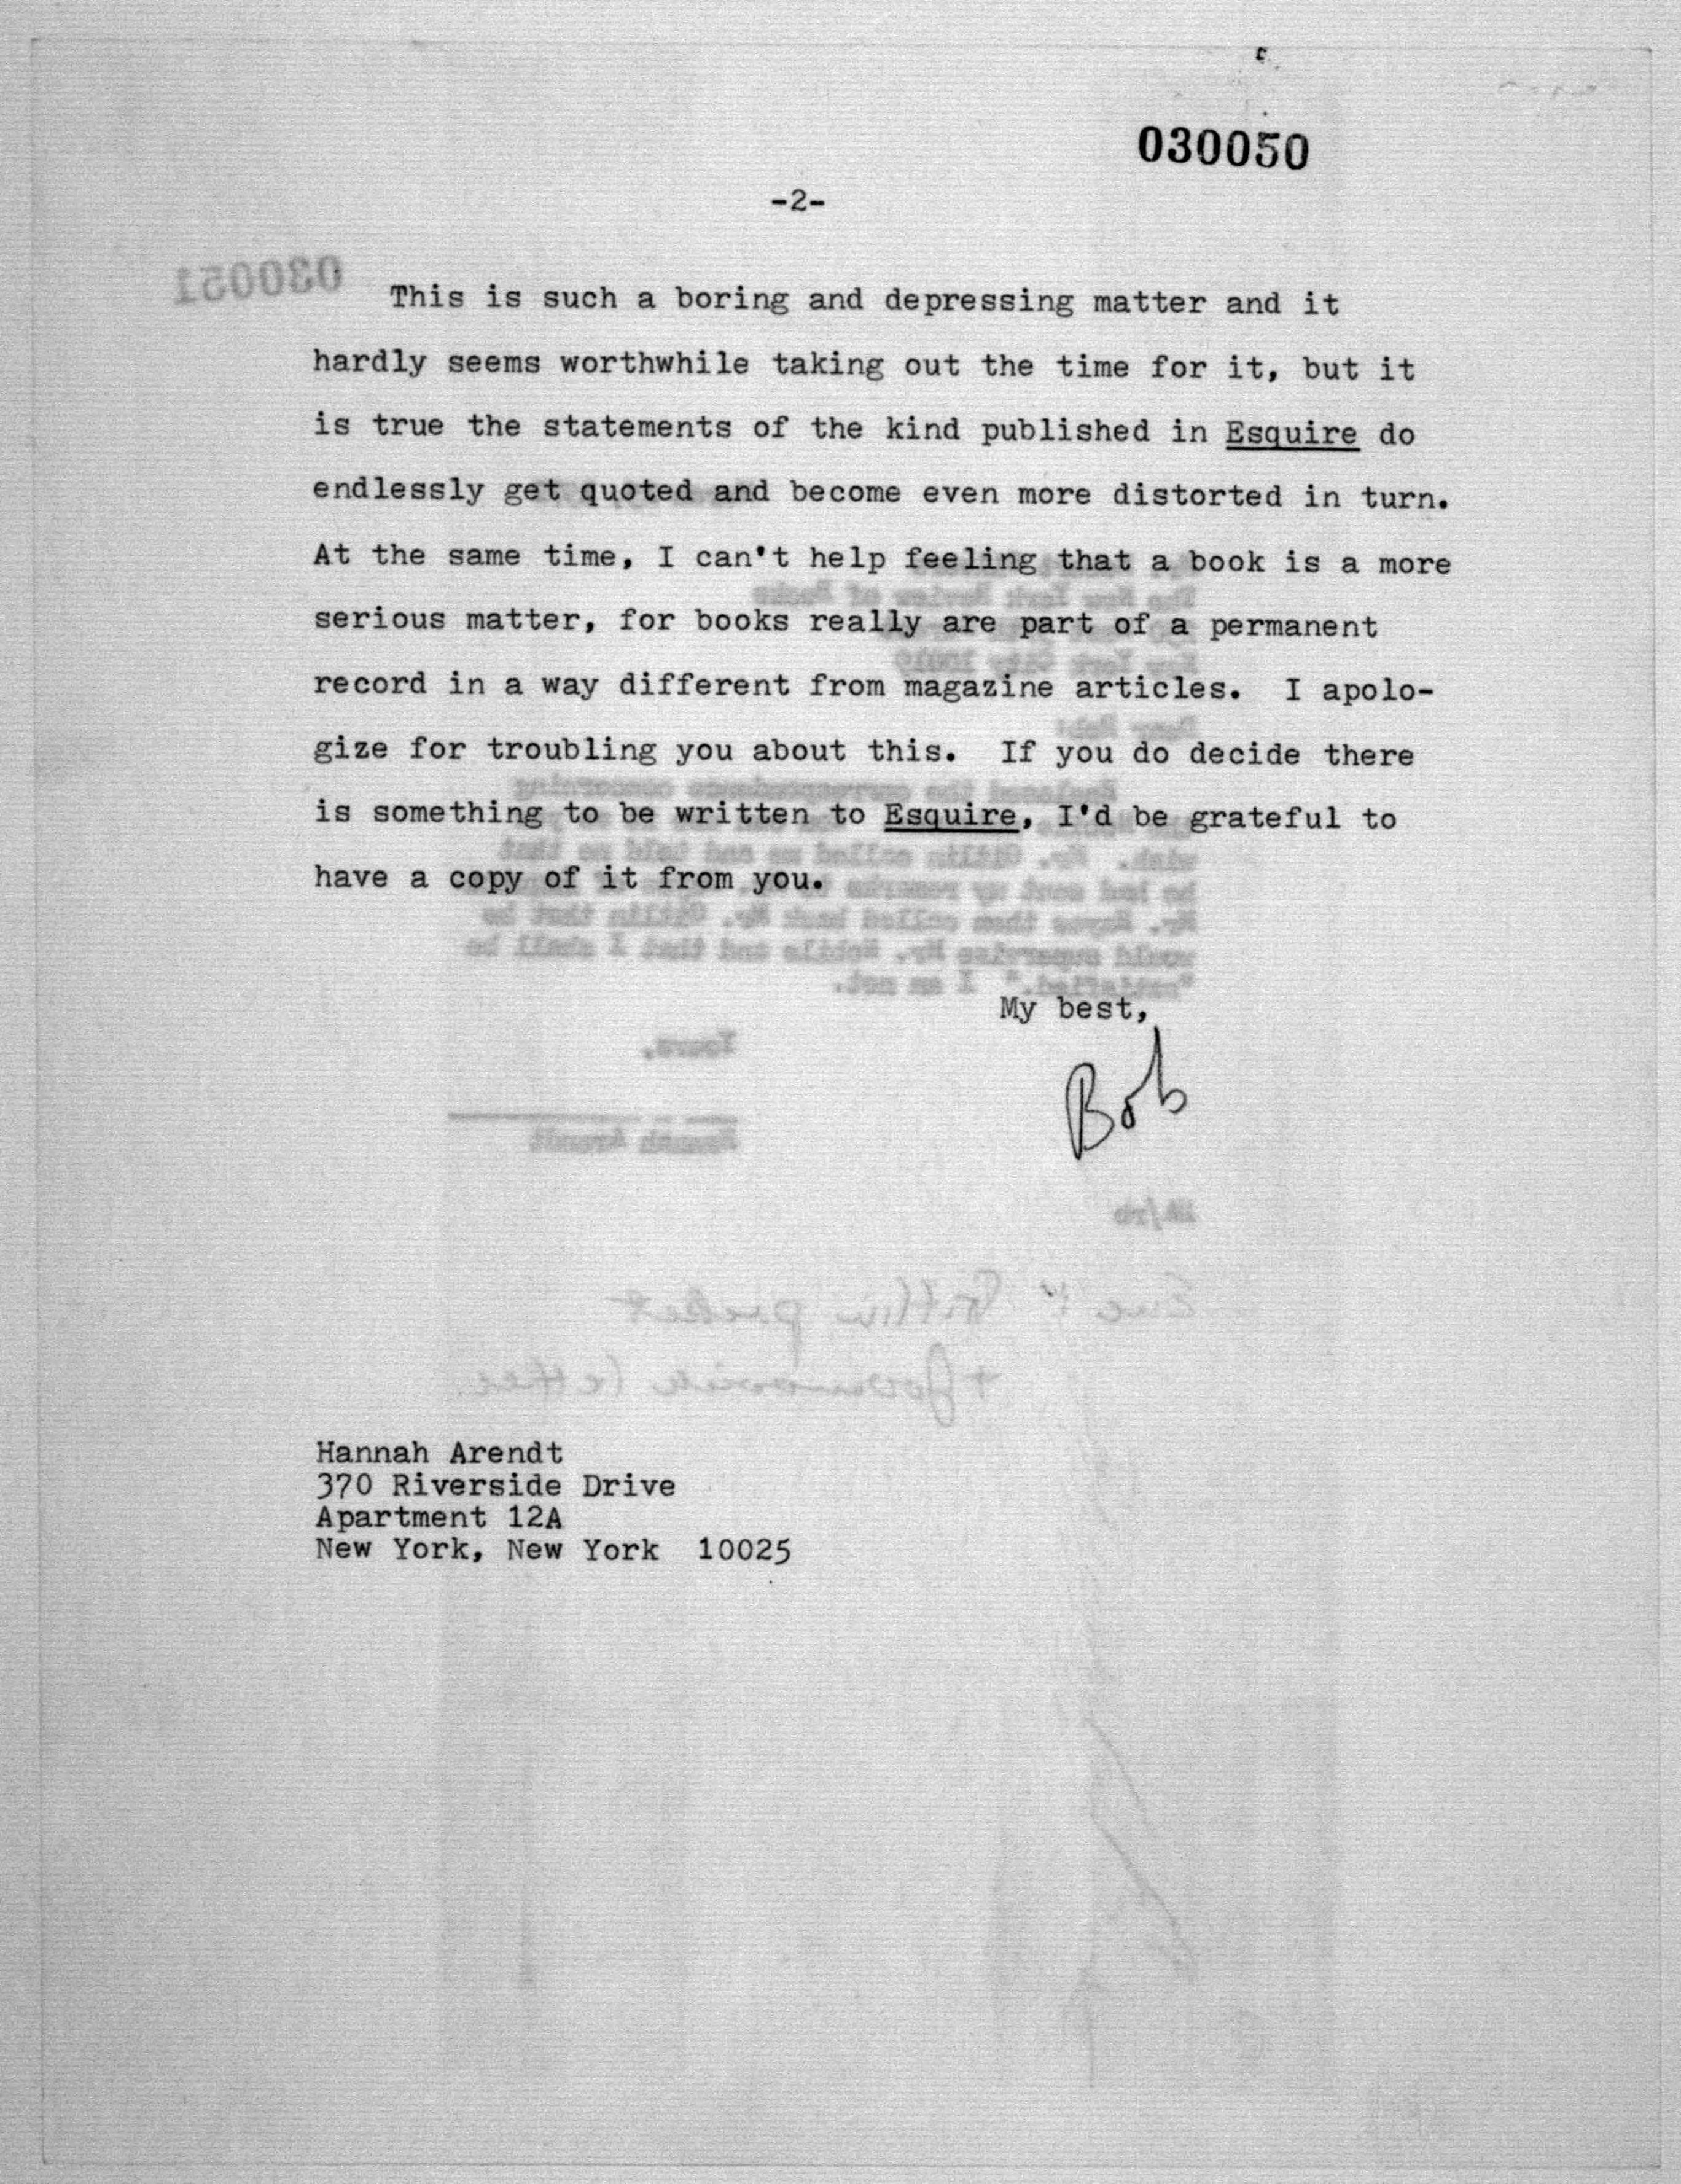 030050
-2-
This is such a boring and depressing matter and it
hardly seems worthwhile taking out the time for it, but it
is true the statements of the kind published in Esquire do
endlessly get quoted and become even more distorted in turn.
At the same time, I can't help feeling that a book is a more
serious matter, for books really are part of a permanent
record in a way different from magazine articles. I apolo-
gize for troubling you about this. If you do decide there
is something to be written to Esquire, I'd be grateful to
have a copy of it from you.
My best,
Bob
Hannah Arendt
370 Riverside Drive
Apartment 12A
New York, New York 10025